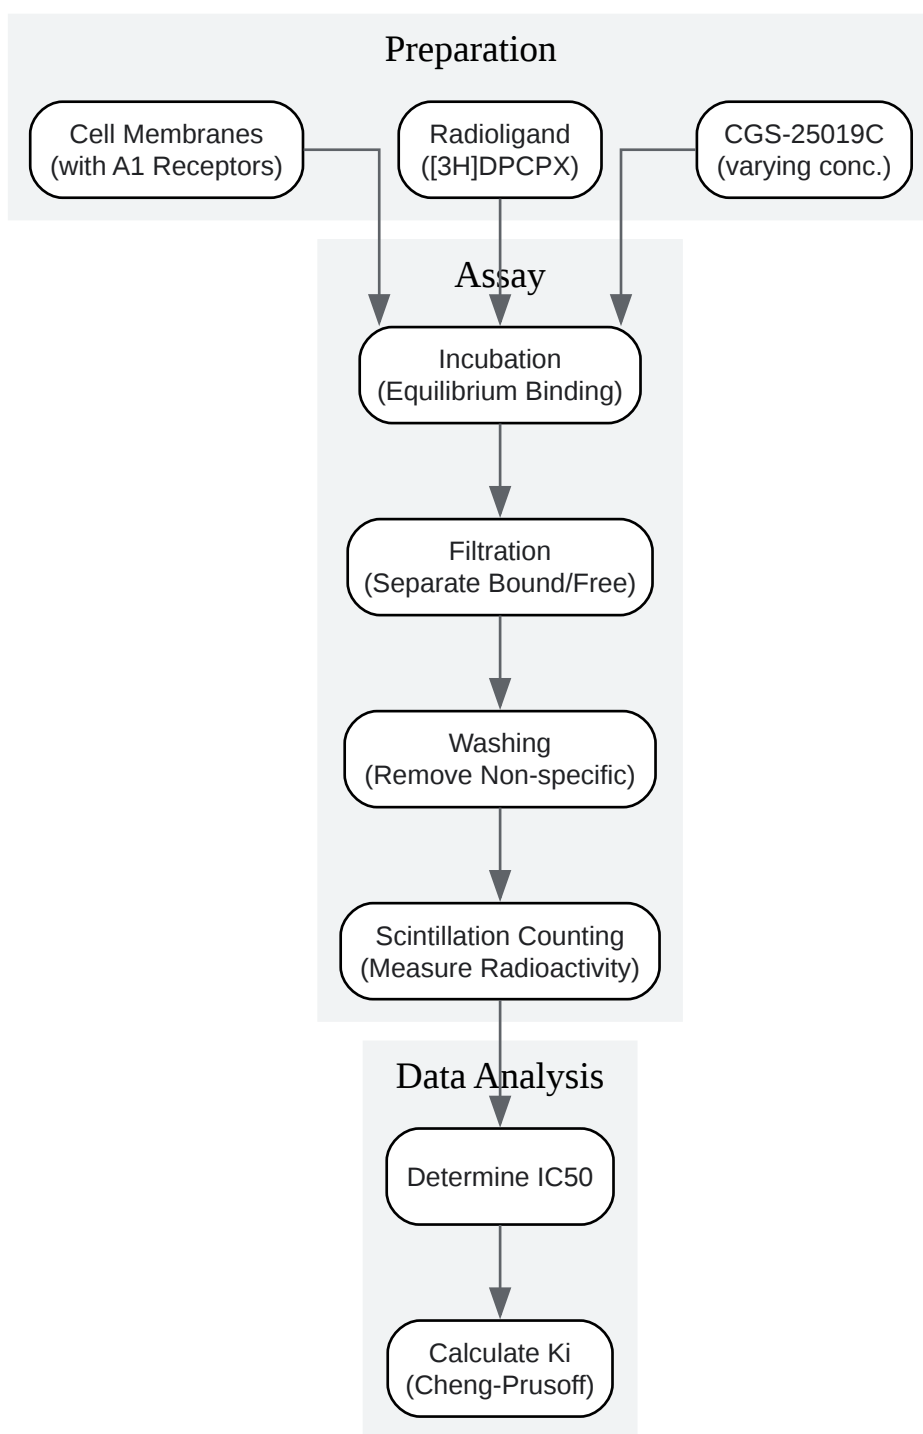 Preparation
Cell Membranes
(with A1 Receptors)
Radioligand
([3H]DPCPX)
CGS-25019C
(varying conc.)
Assay
Incubation
(Equilibrium Binding)
Filtration
(Separate Bound/Free)
Washing
(Remove Non-specific)
Scintillation Counting
(Measure Radioactivity)
Data Analysis
Determine IC50
Calculate Ki
(Cheng-Prusoff)